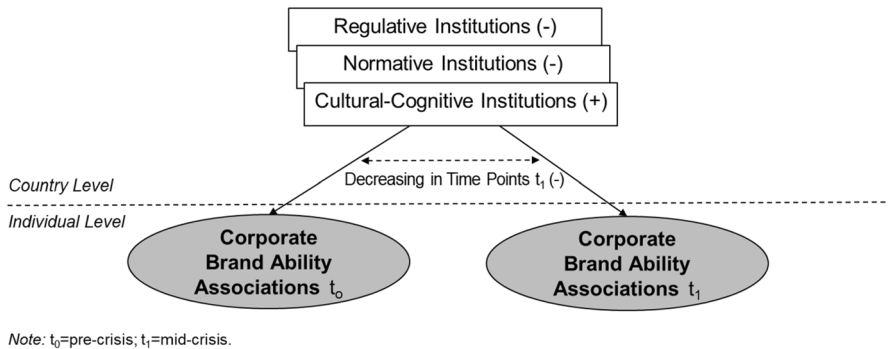 Regulative Institutions (-)
Normative Institutions (-)
Cultural-Cognitive Institutions (+)
Decreasing in Time Points t₁ (-)
Country Level
Individual Level
Corporate
Brand Ability
Associations tₒ
Corporate
Brand Ability
Associations t₁
Note: t₀=pre-crisis; t₁=mid-crisis.